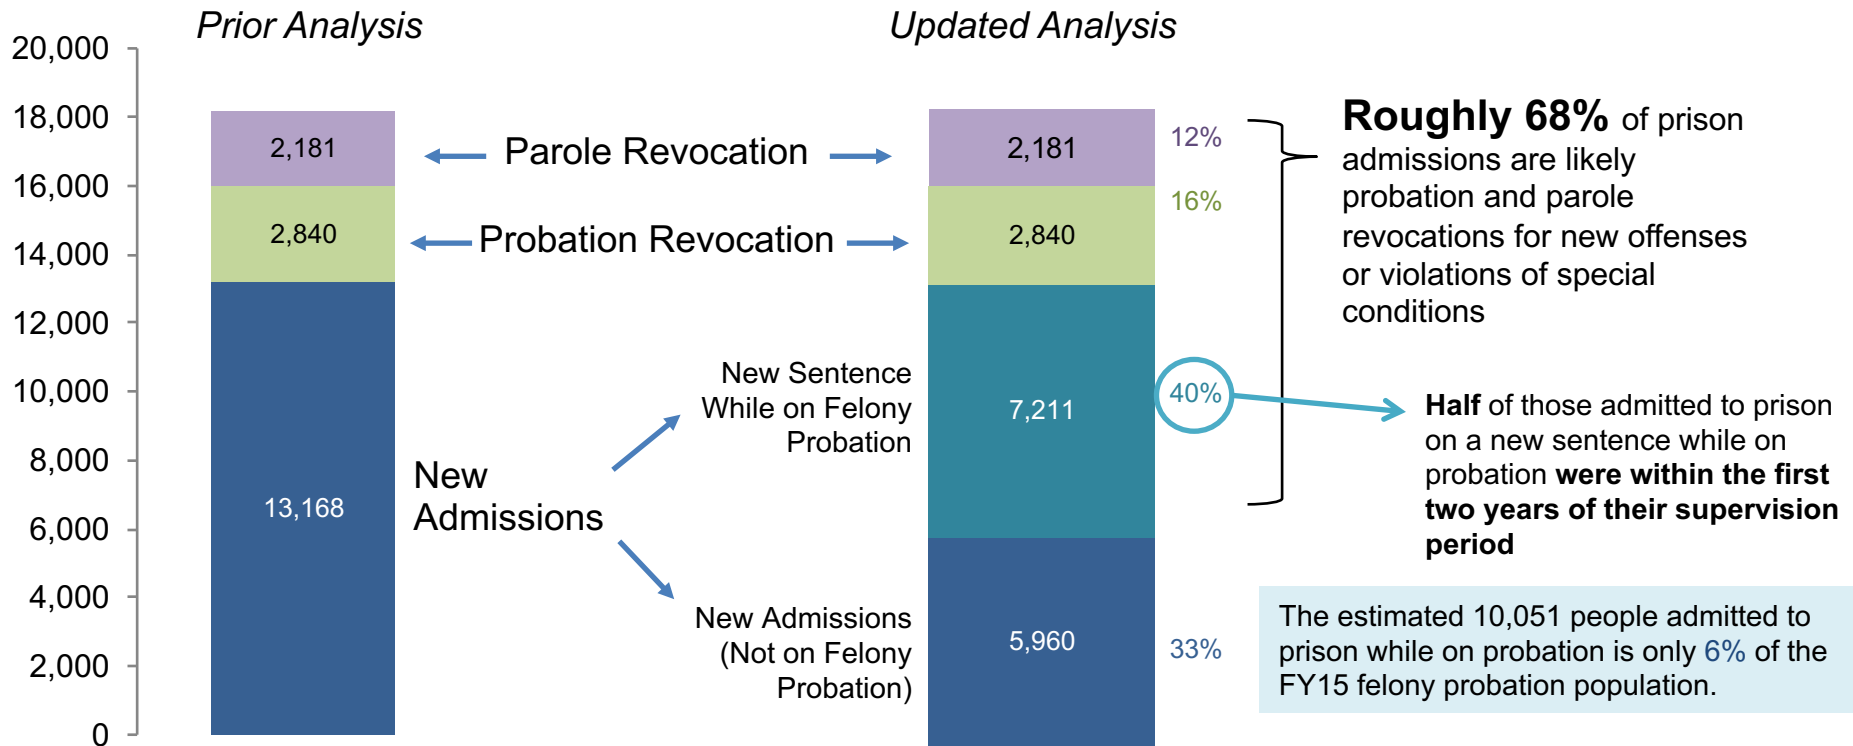 Prior Analysis
Updated Analysis
20,000
18,000
16,000
14,000
12,000
10,000
8,000
6,000
4,000
2,000
0
2,181
2,840
13,168
Parole Revocation
Probation Revocation
New
Admissions
New Sentence
While on Felony
Probation
New Admissions
(Not on Felony
Probation)
2,181
2,840
7,211
5,960
12%
16%
40%
33%
Roughly 68% of prison
admissions are likely
probation and parole
revocations for new offenses
or violations of special
conditions
Half of those admitted to prison
on a new sentence while on
probation were within the first
two years of their supervision
period
The estimated 10,051 people admitted to
prison while on probation is only 6% of the
FY15 felony probation population.